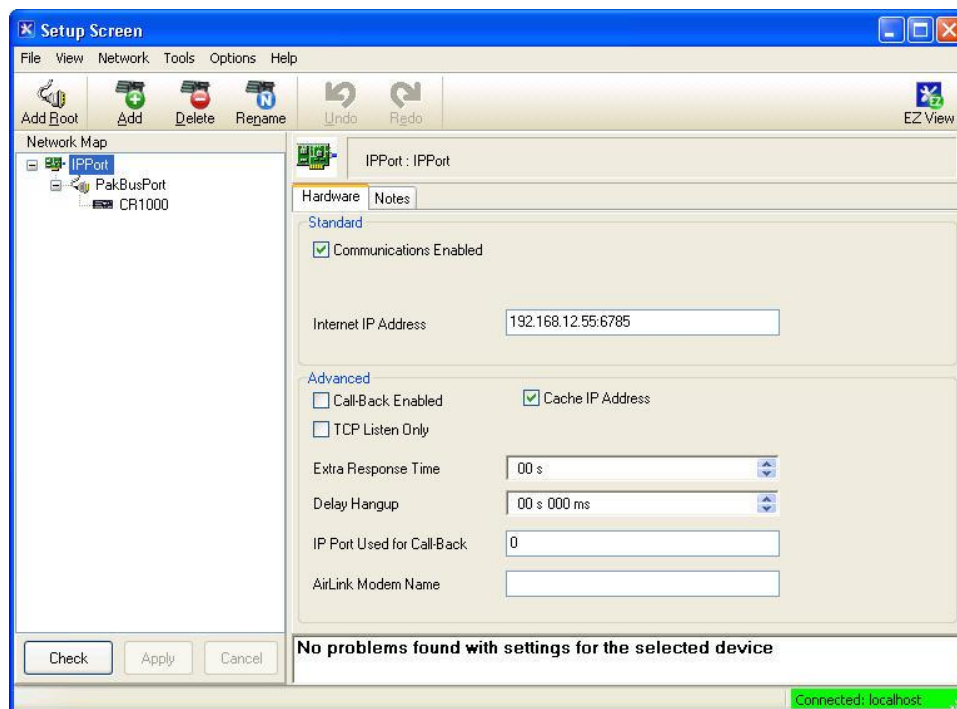 Setup Screen
File View Network Tools Options Help
Add Root Add Delete Rename Undo Redo EZ View
Network Map
IPPort
PakBusPort
CR1000
IPPort : IPPort
Hardware Notes
Standard
Communications Enabled
Internet IP Address 192.168.12.55:6785
Advanced
Call-Back Enabled Cache IP Address
TCP Listen Only
Extra Response Time 00 s
Delay Hangup 00 s 000 ms
IP Port Used for Call-Back 0
AirLink Modem Name
Check Apply Cancel
No problems found with settings for the selected device
Connected: localhost